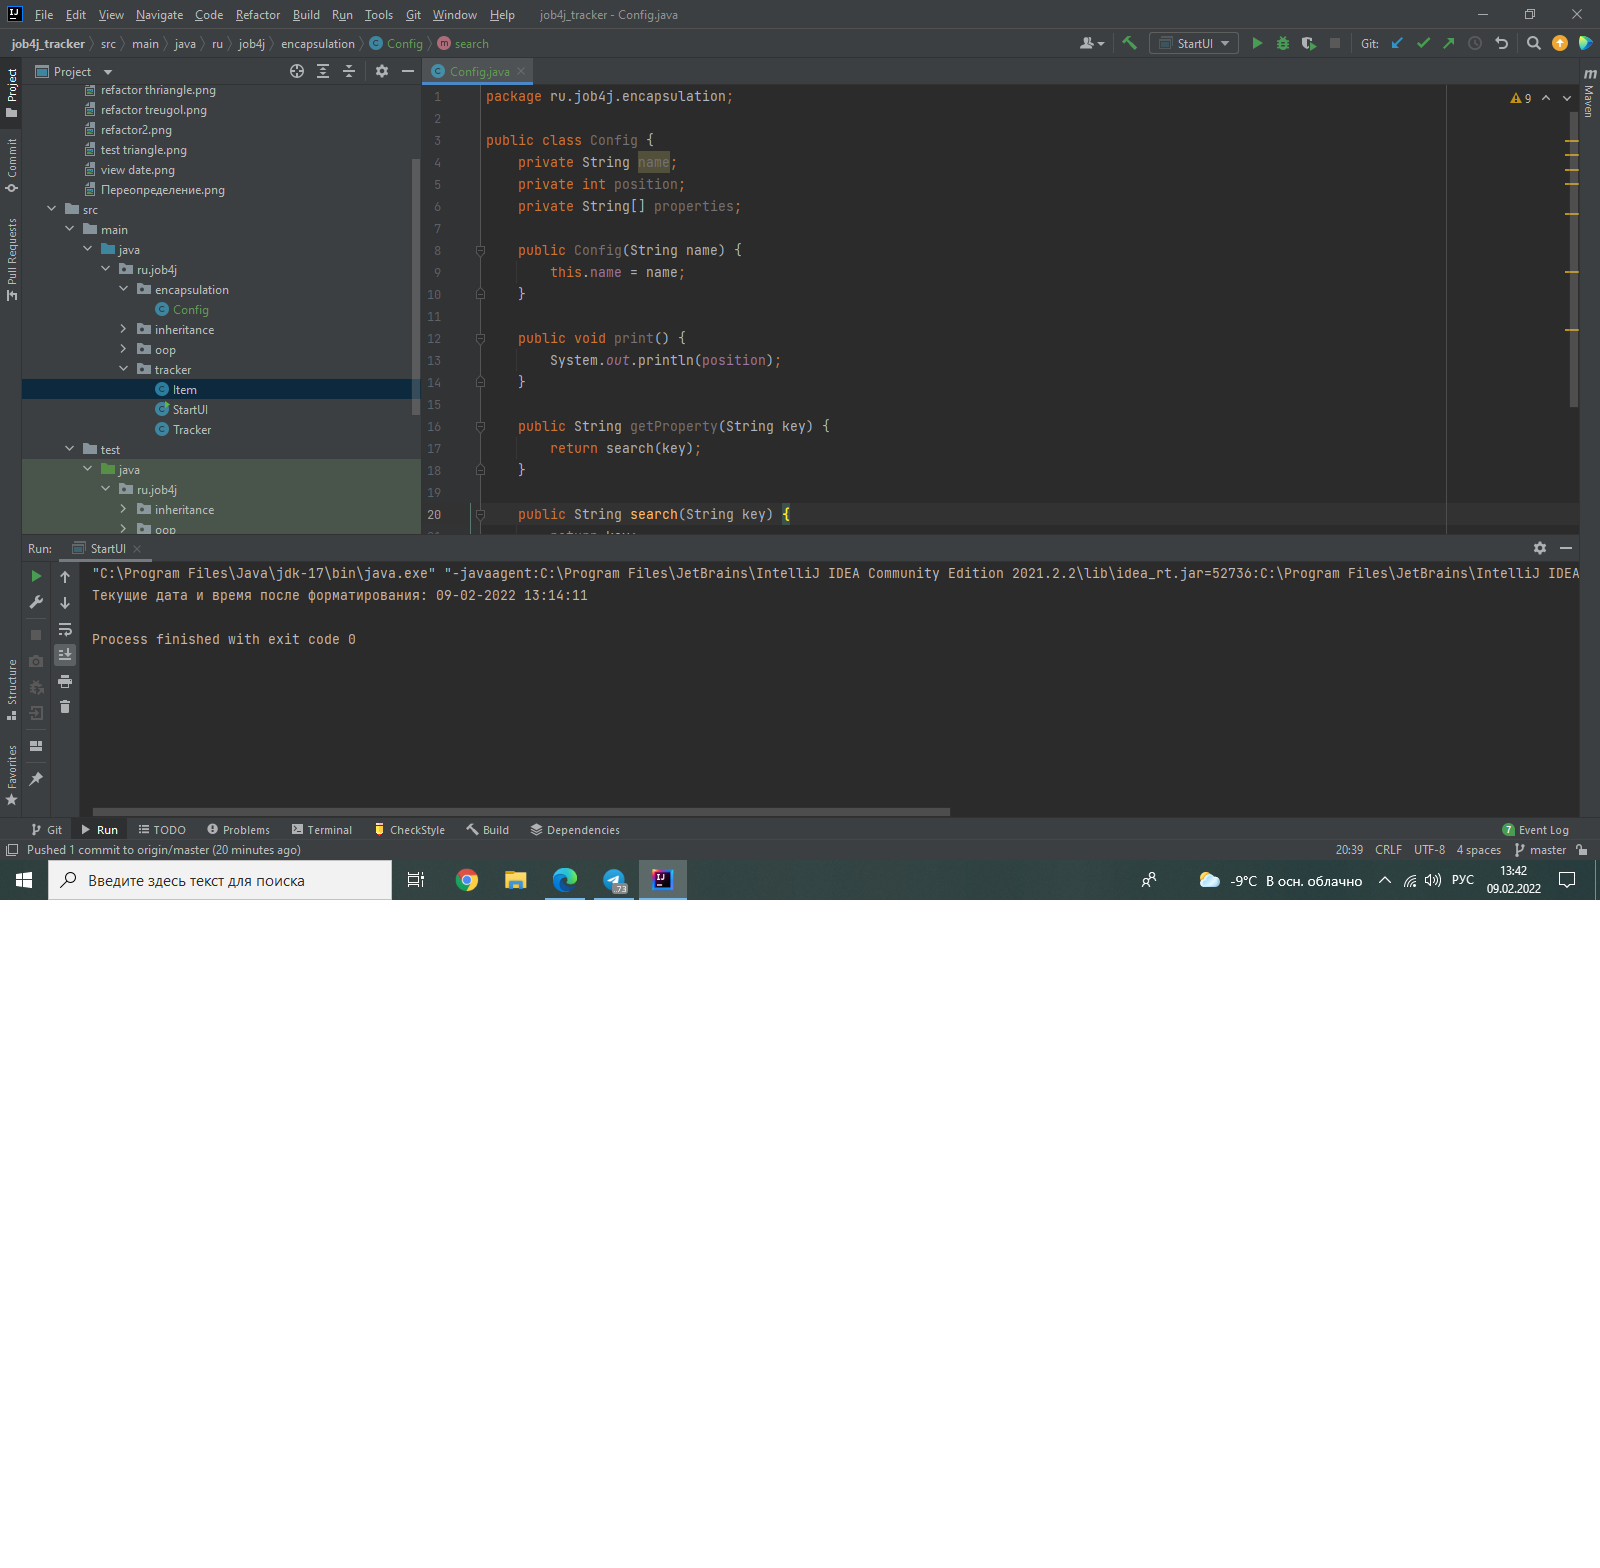 File Edit View Navigate Code Refactor Build Run Tools Git Window Help job4j_tracker - Config.java
job4j_tracker src main java ru job4j encapsulation Config search
StartUI Git:
Project
Config.java
Project
Commit
Pull Requests
Structure
Favorites
Maven
refactor thriangle.png
refactor treugol.png
refactor2.png
test triangle.png
view date.png
Переопределение.png
src
main
java
ru.job4j
encapsulation
Config
inheritance
oop
tracker
Item
StartUI
Tracker
test
java
ru.job4j
inheritance
oop
9
1 package ru.job4j.encapsulation;
2
3 public class Config {
4 private String name;
5 private int position;
6 private String[] properties;
7
8 public Config(String name) {
9 this.name = name;
10 }
11
12 public void print() {
13 System.out.println(position);
14 }
15
16 public String getProperty(String key) {
17 return search(key);
18 }
19
20 public String search(String key) {
21 return key;
Run: StartUI
"C:\Program Files\Java\jdk-17\bin\java.exe" "-javaagent:C:\Program Files\JetBrains\IntelliJ IDEA Community Edition 2021.2.2\lib\idea_rt.jar=52736:C:\Program Files\JetBrains\IntelliJ IDEA
Текущие дата и время после форматирования: 09-02-2022 13:14:11
Process finished with exit code 0
Git Run TODO Problems Terminal CheckStyle Build Dependencies 7 Event Log
Pushed 1 commit to origin/master (20 minutes ago) 20:39 CRLF UTF-8 4 spaces master
Введите здесь текст для поиска
.73
-9°C В осн. облачно РУС
13:42
09.02.2022